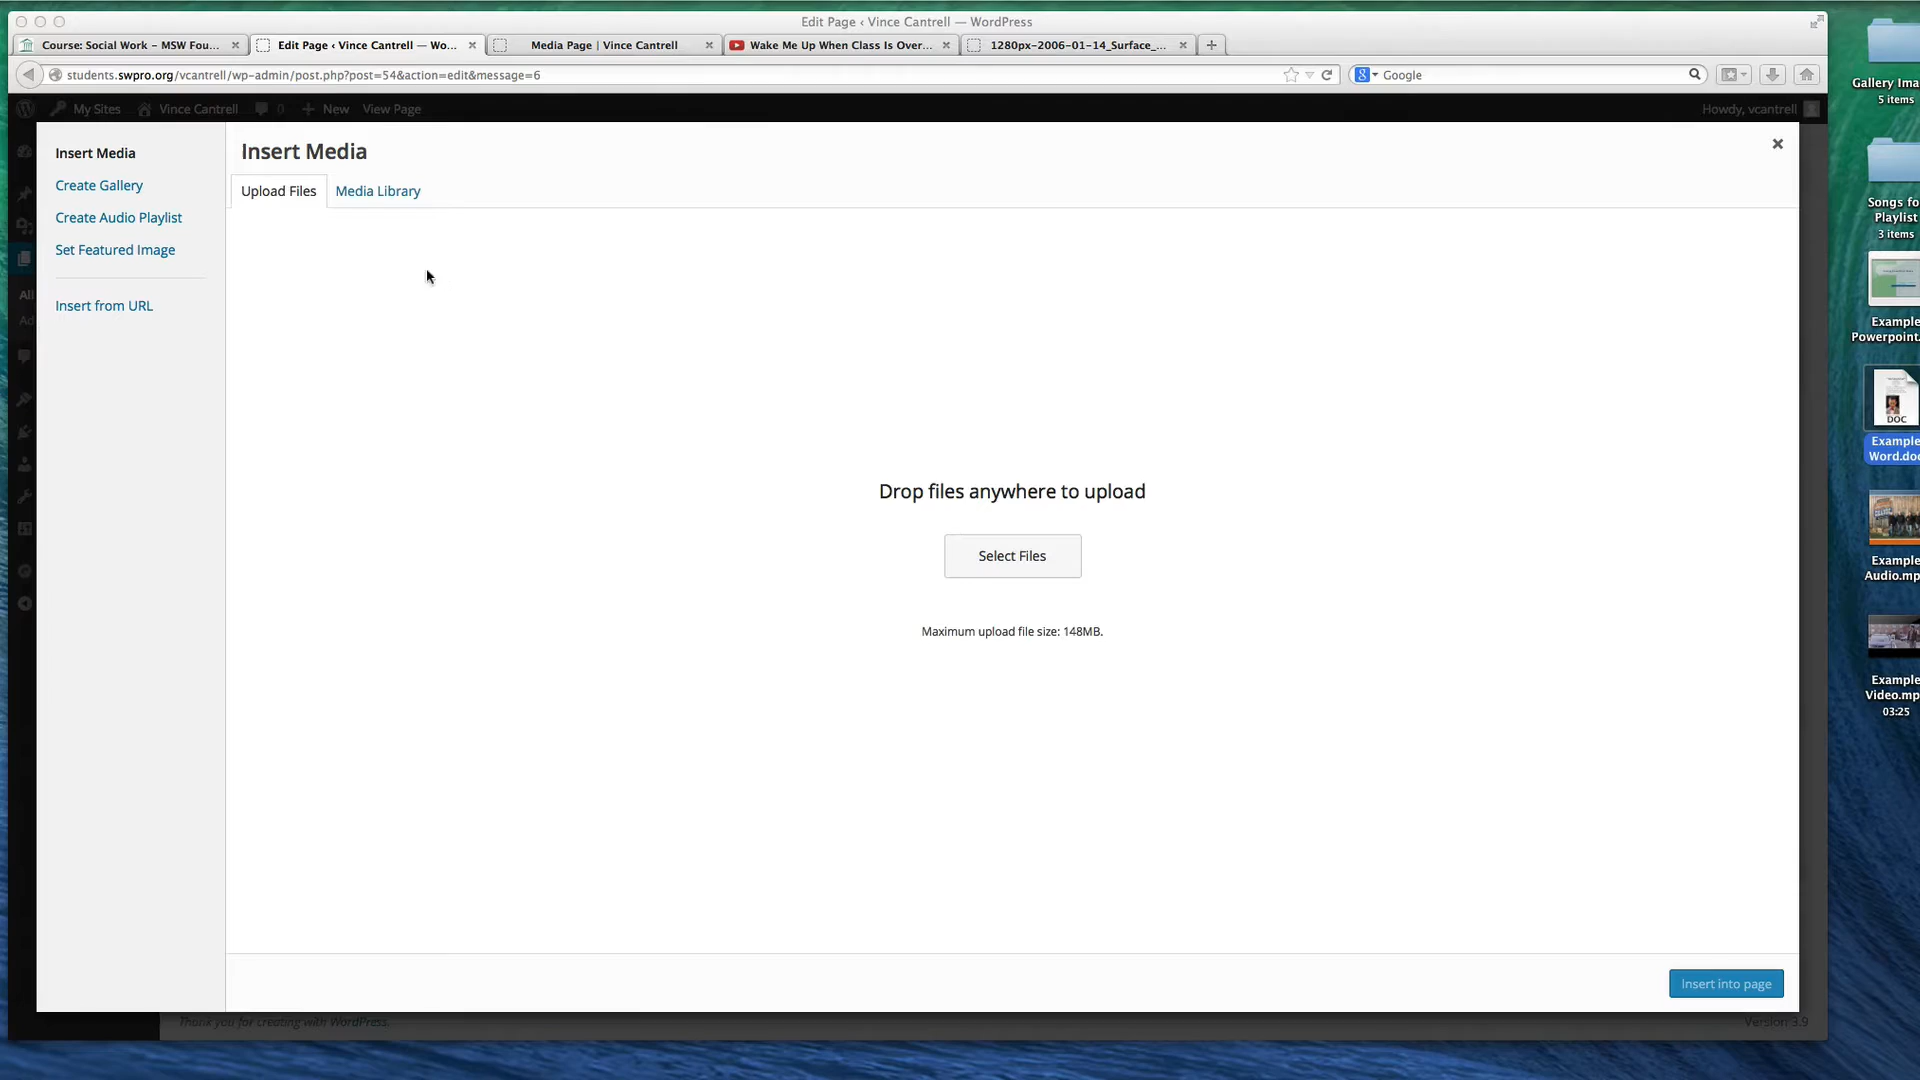 Edit Page ‹ Vince Cantrell — WordPress
Course: Social Work – MSW Fou...
Edit Page ‹ Vince Cantrell — Wo...
Media Page | Vince Cantrell
Wake Me Up When Class Is Over...
1280px-2006-01-14_Surface_...
students.swpro.org/vcantrell/wp-admin/post.php?post=54&action=edit&message=6
Google
My Sites
Vince Cantrell
0
New
View Page
Howdy, vcantrell
Insert Media
Create Gallery
Create Audio Playlist
Set Featured Image
Insert from URL
All
Ad
Insert Media
Upload Files
Media Library
Drop files anywhere to upload
Select Files
Maximum upload file size: 148MB.
Insert into page
Thank you for creating with WordPress.
Version 3.9
Gallery Ima
5 items
Songs fo
Playlist
3 items
Example
Powerpoint.
DOC
Example
Word.doc
Example
Audio.mp
Example
Video.mp
03:25